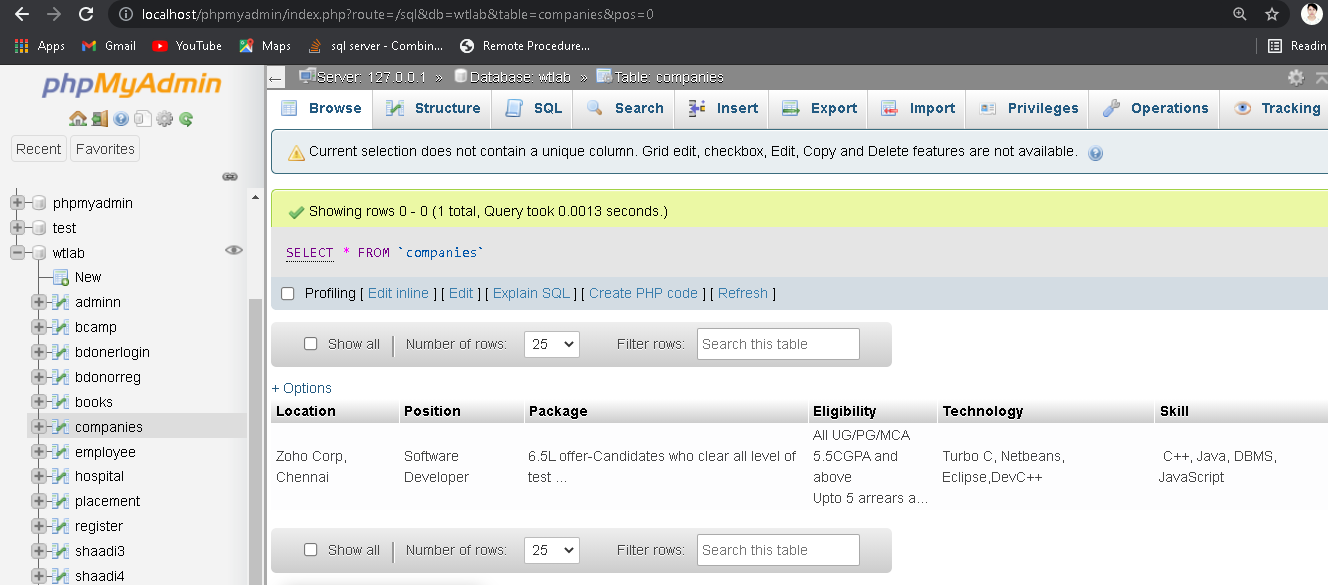 localhost/phpmyadmin/index.php?route=/sql&db=wtlab&table=companies&pos=0
Apps Gmail YouTube Maps sql server - Combin... Remote Procedure... Readin
phpMyAdmin
Recent Favorites
phpmyadmin
test
wtlab
New
adminn
bcamp
bdonerlogin
bdonorreg
books
companies
employee
hospital
placement
register
shaadi3
shaadi4
Server: 127.0.0.1 » Database: wtlab » Table: companies
Browse Structure SQL Search Insert Export Import Privileges Operations Tracking
Current selection does not contain a unique column. Grid edit, checkbox, Edit, Copy and Delete features are not available.
Showing rows 0 - 0 (1 total, Query took 0.0013 seconds.)
SELECT * FROM `companies`
Profiling [ Edit inline ] [ Edit ] [ Explain SQL ] [ Create PHP code ] [ Refresh ]
Show all Number of rows: 25 Filter rows: Search this table
+ Options
Location Position Package Eligibility Technology Skill
Zoho Corp,
Chennai
Software
Developer
6.5L offer-Candidates who clear all level of
test ...
All UG/PG/MCA
5.5CGPA and
above
Upto 5 arrears a...
Turbo C, Netbeans,
Eclipse,DevC++
C++, Java, DBMS,
JavaScript
Show all Number of rows: 25 Filter rows: Search this table